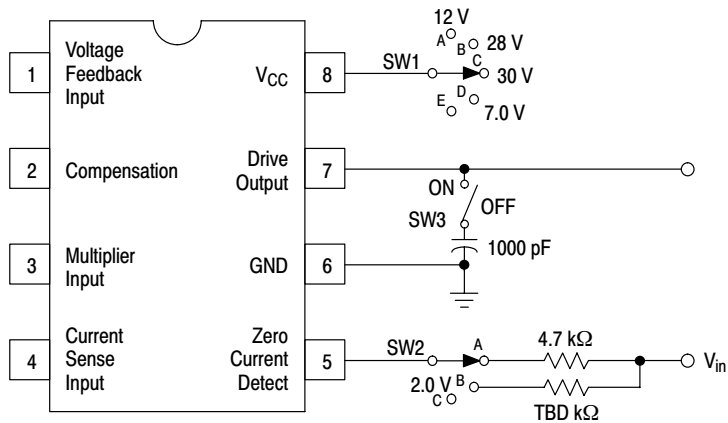 12 V
A
B 28 V
1
Voltage
Feedback
Input
VCC
8
SW1
C
30 V
D
E
7.0 V
2
Compensation
Drive
Output
7
ON
OFF
SW3
1000 pF
3
Multiplier
Input
GND
6
4
Current
Sense
Input
Zero
Current
Detect
5
SW2
A
4.7 kΩ
Vin
2.0 V
B
C
TBD kΩ